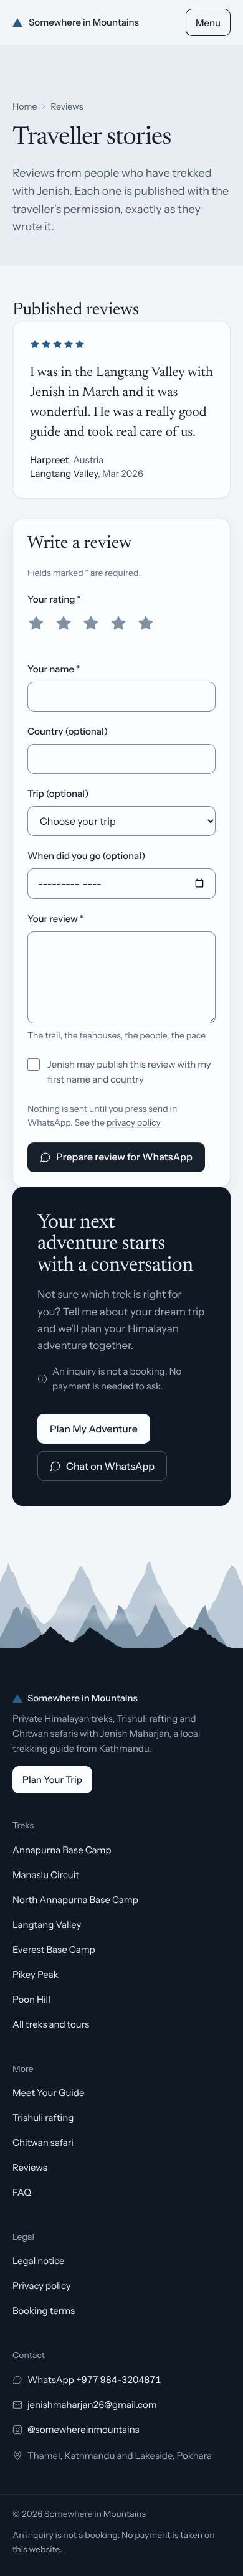 Somewhere in Mountains
Menu
Home > Reviews
Traveller stories
Reviews from people who have trekked
with Jenish. Each one is published with the
traveller's permission, exactly as they
wrote it.
Published reviews
I was in the Langtang Valley with
Jenish in March and it was
wonderful. He was a really good
guide and took real care of us.
Harpreet, Austria
Langtang Valley, Mar 2026
Write a review
Fields marked * are required.
Your rating *
Your name *
Country (optional)
Trip (optional)
Choose your trip
When did you go (optional)
--------- ----
Your review *
The trail, the teahouses, the people, the pace
Jenish may publish this review with my
first name and country
Nothing is sent until you press send in
WhatsApp. See the privacy policy
Prepare review for WhatsApp
Your next
adventure starts
with a conversation
Not sure which trek is right for
you? Tell me about your dream trip
and we'll plan your Himalayan
adventure together.
An inquiry is not a booking. No
payment is needed to ask.
Plan My Adventure
Chat on WhatsApp
Somewhere in Mountains
Private Himalayan treks, Trishuli rafting and
Chitwan safaris with Jenish Maharjan, a local
trekking guide from Kathmandu.
Plan Your Trip
Treks
Annapurna Base Camp
Manaslu Circuit
North Annapurna Base Camp
Langtang Valley
Everest Base Camp
Pikey Peak
Poon Hill
All treks and tours
More
Meet Your Guide
Trishuli rafting
Chitwan safari
Reviews
FAQ
Legal
Legal notice
Privacy policy
Booking terms
Contact
WhatsApp +977 984-3204871
jenishmaharjan26@gmail.com
@somewhereinmountains
Thamel, Kathmandu and Lakeside, Pokhara
© 2026 Somewhere in Mountains
An inquiry is not a booking. No payment is taken on
this website.